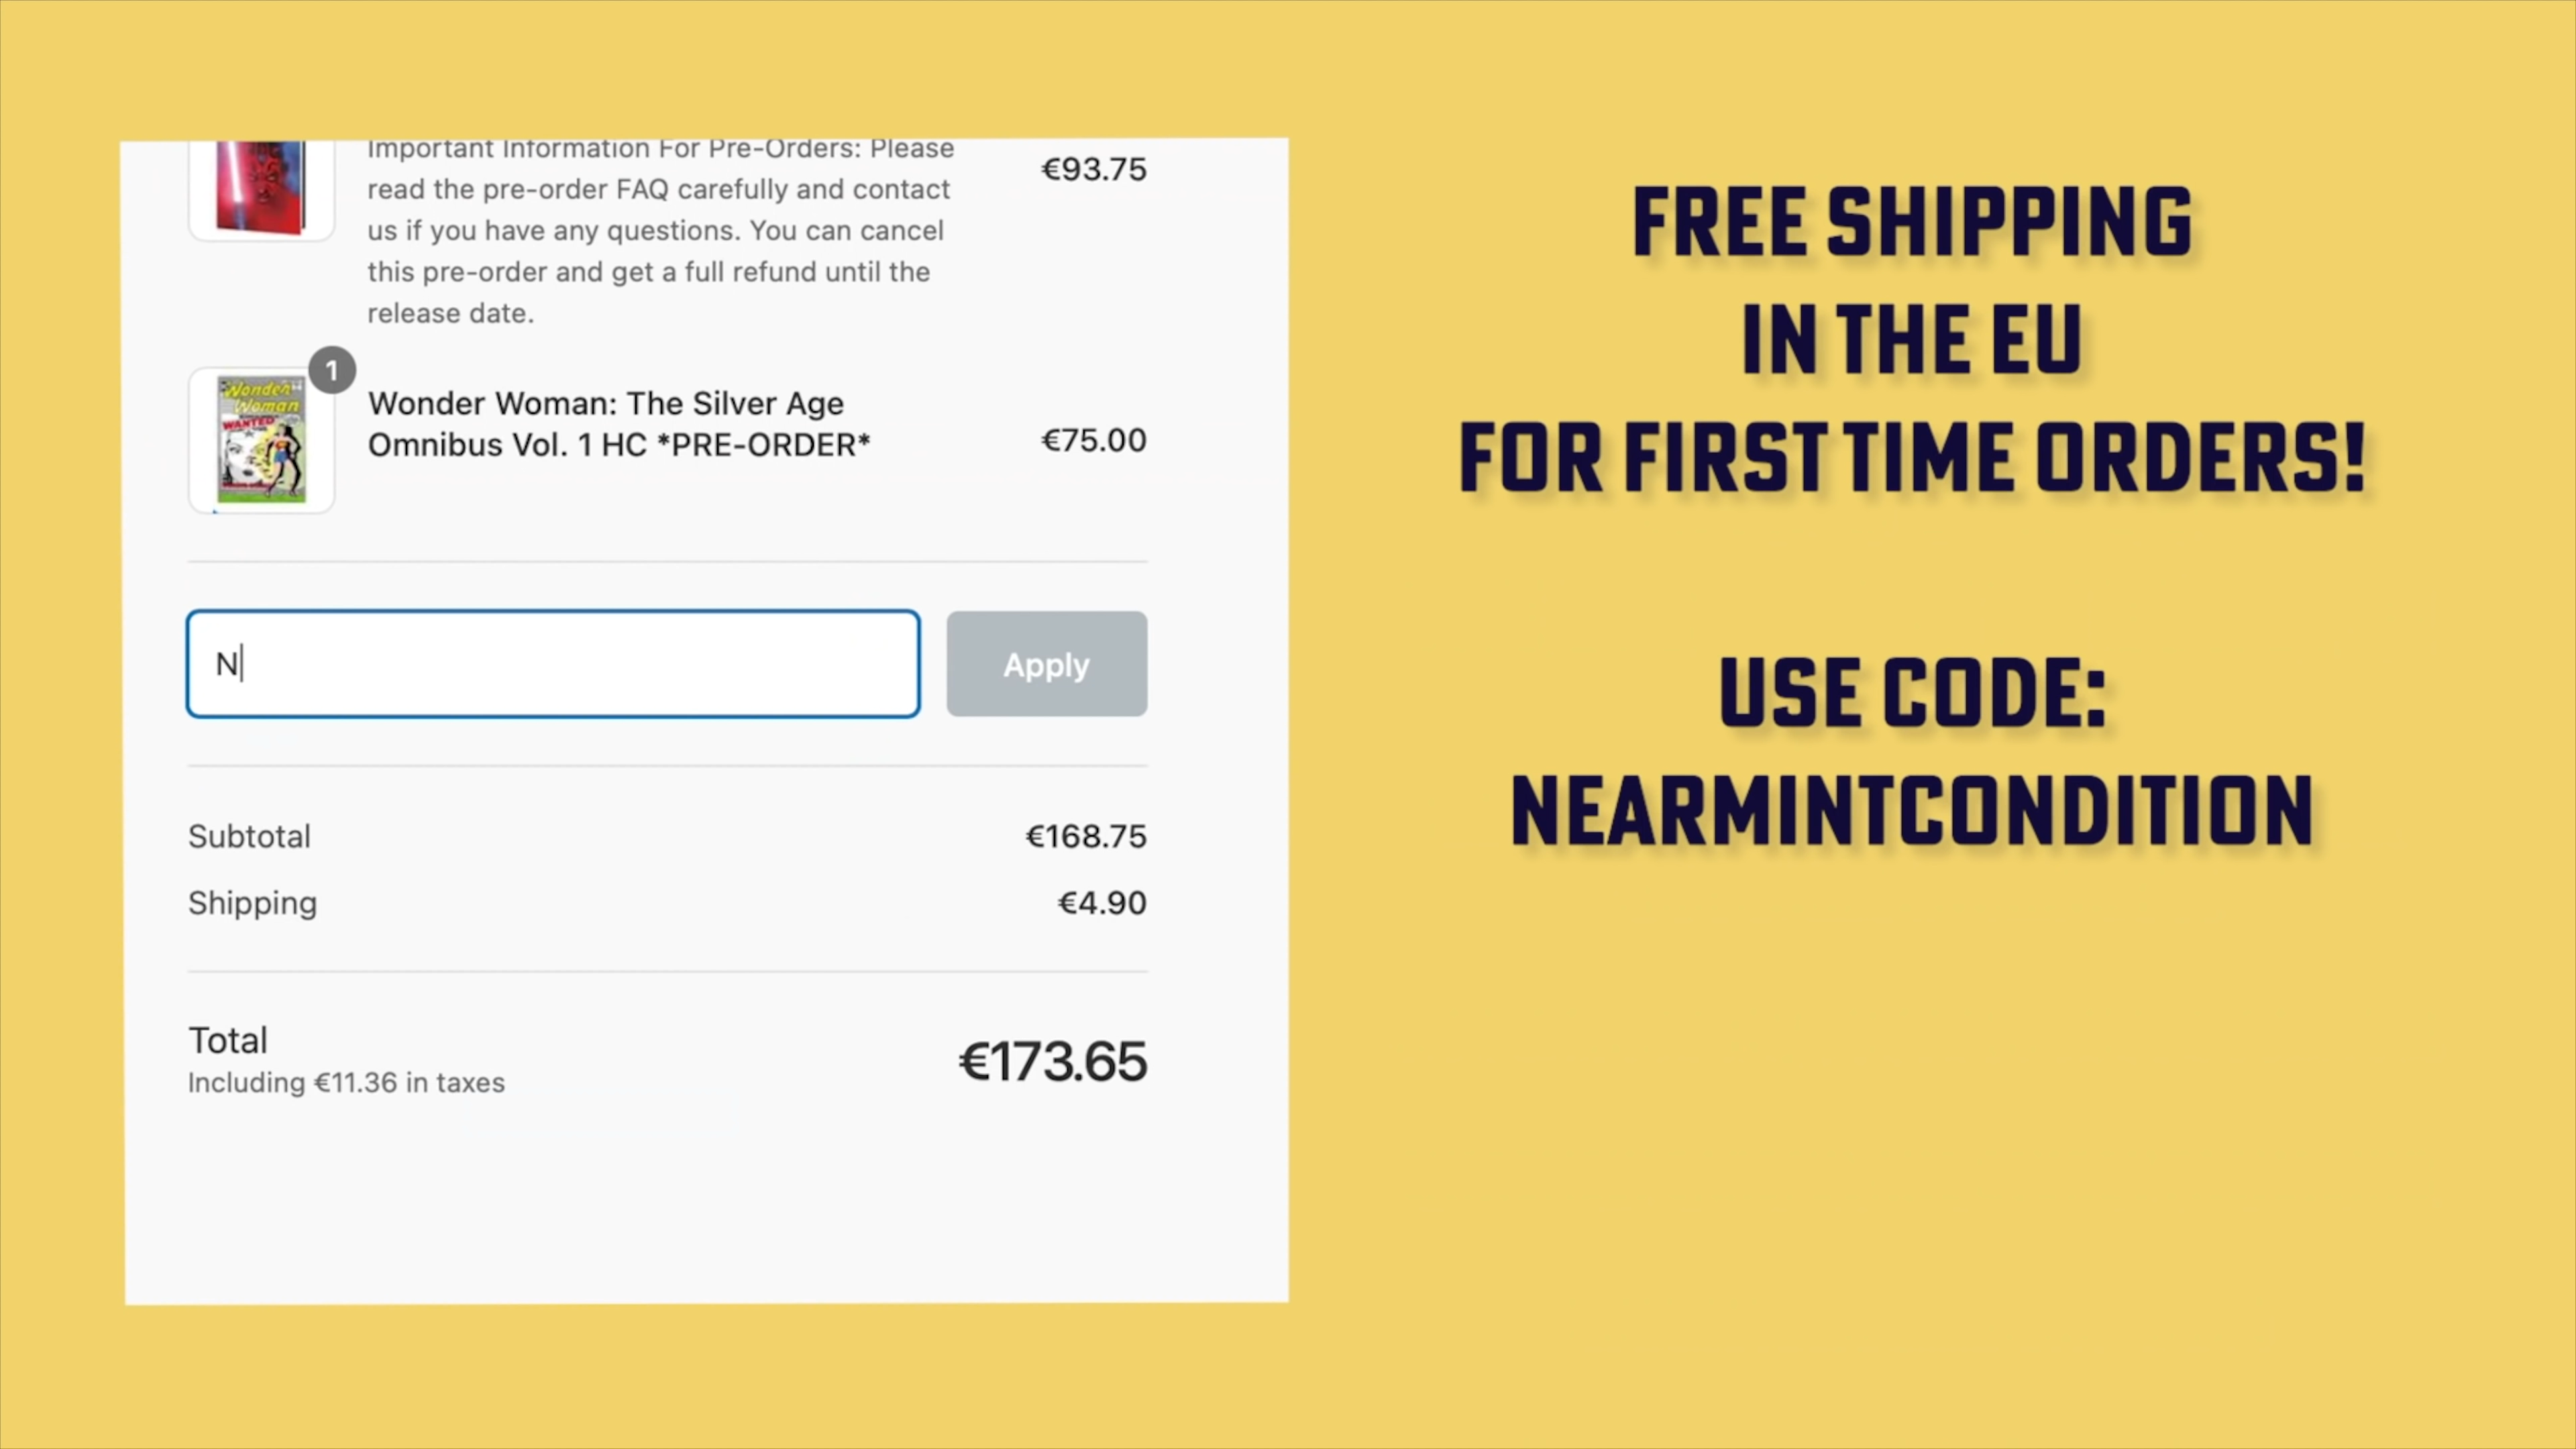 Important Information For Pre-Orders: Please
read the pre-order FAQ carefully and contact
us if you have any questions. You can cancel
this pre-order and get a full refund until the
release date.
€93.75
1
Wonder Woman
WANTED
Wonder Woman: The Silver Age
Omnibus Vol. 1 HC *PRE-ORDER*
€75.00
N
Apply
Subtotal €168.75
Shipping €4.90
Total
Including €11.36 in taxes
€173.65
FREE SHIPPING
IN THE EU
FOR FIRST TIME ORDERS!
USE CODE:
NEARMINTCONDITION